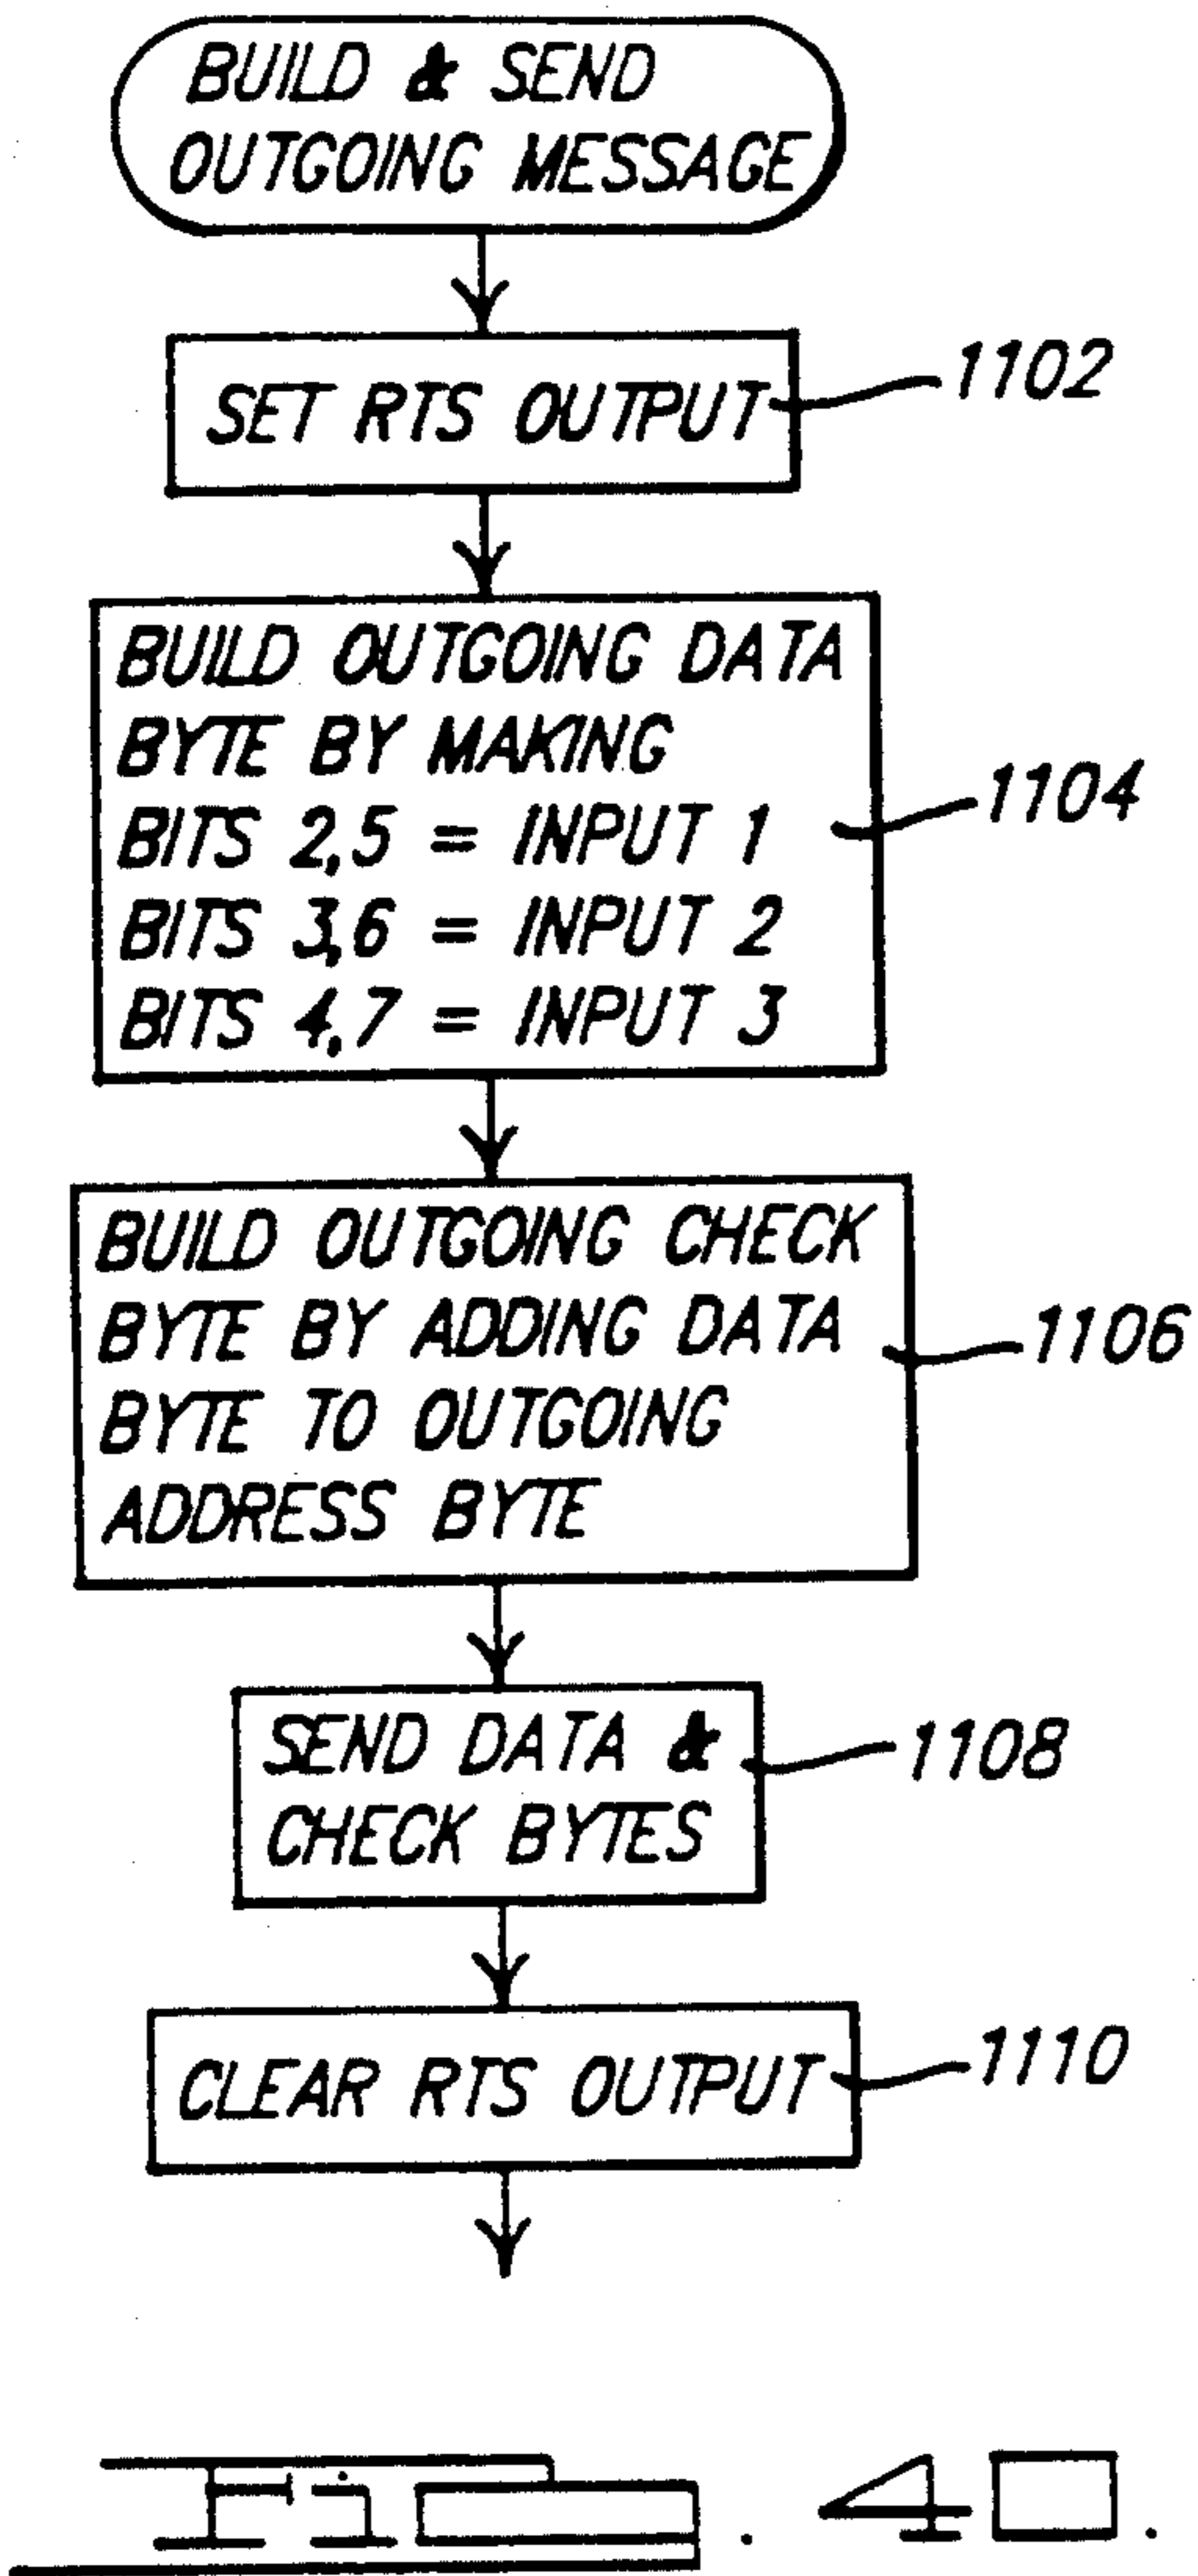 BUILD & SEND
OUTGOING MESSAGE
SET RTS OUTPUT
1102
BUILD OUTGOING DATA
BYTE BY MAKING
BITS 2,5 = INPUT 1
BITS 3,6 = INPUT 2
BITS 4,7 = INPUT 3
1104
BUILD OUTGOING CHECK
BYTE BY ADDING DATA
BYTE TO OUTGOING
ADDRESS BYTE
1106
SEND DATA &
CHECK BYTES
1108
CLEAR RTS OUTPUT
1110
Fig. 40.